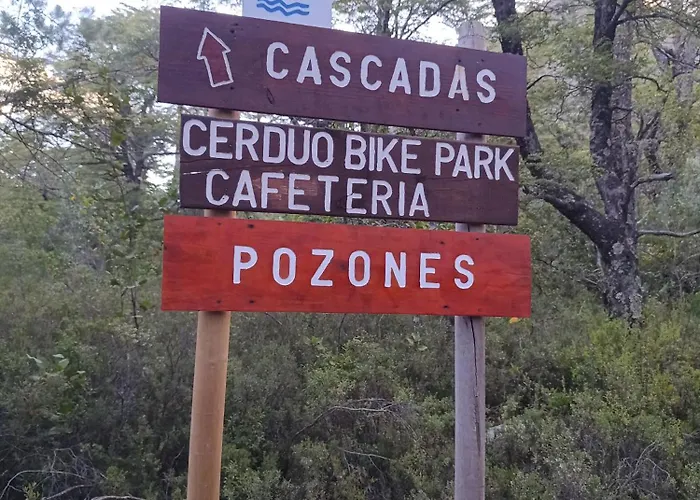 CASCADAS
CERDUO BIKE PARK
CAFETERIA
POZONES